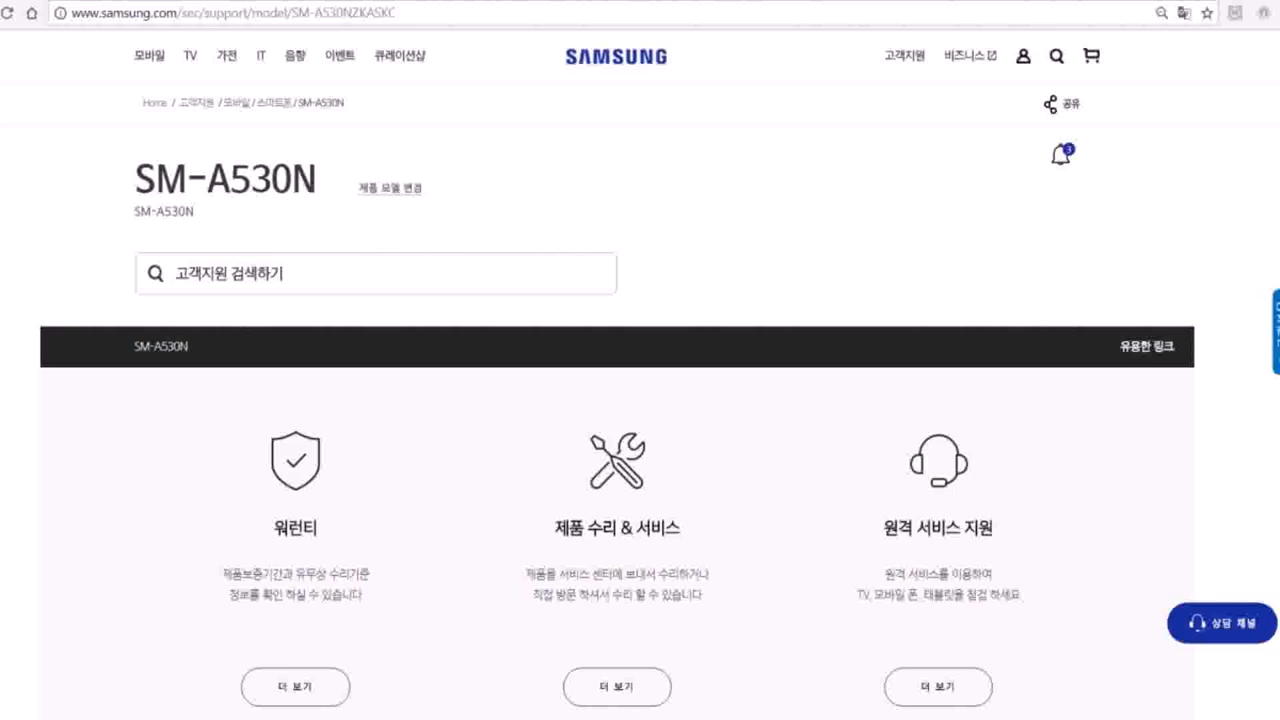 www.samsung.com/sec/support/model/SM-A530NZKASKC
모바일 TV 가전 IT 음향 이벤트 큐레이션샵
SAMSUNG
고객지원 비즈니스
Home / 고객지원 / 모바일 / 스마트폰 / SM-A530N
공유
3
SM-A530N
제품 모델 변경
SM-A530N
고객지원 검색하기
SM-A530N
유용한 링크
워런티
제품보증기간과 유무상 수리기준
정보를 확인 하실 수 있습니다
더 보기
제품 수리 & 서비스
제품을 서비스 센터에 보내서 수리하거나
직접 방문 하셔서 수리 할 수 있습니다
더 보기
원격 서비스 지원
원격 서비스를 이용하여
TV, 모바일 폰, 태블릿을 점검 하세요
더 보기
상담 채널